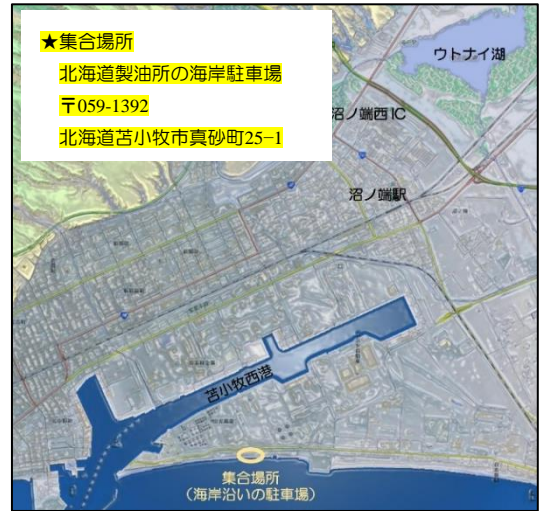 ★集合場所
北海道製油所の海岸駐車場
〒059-1392
北海道苫小牧市真砂町25−1
ウトナイ湖
沼ノ端西IC
沼ノ端駅
苫小牧西港
集合場所
（海岸沿いの駐車場）